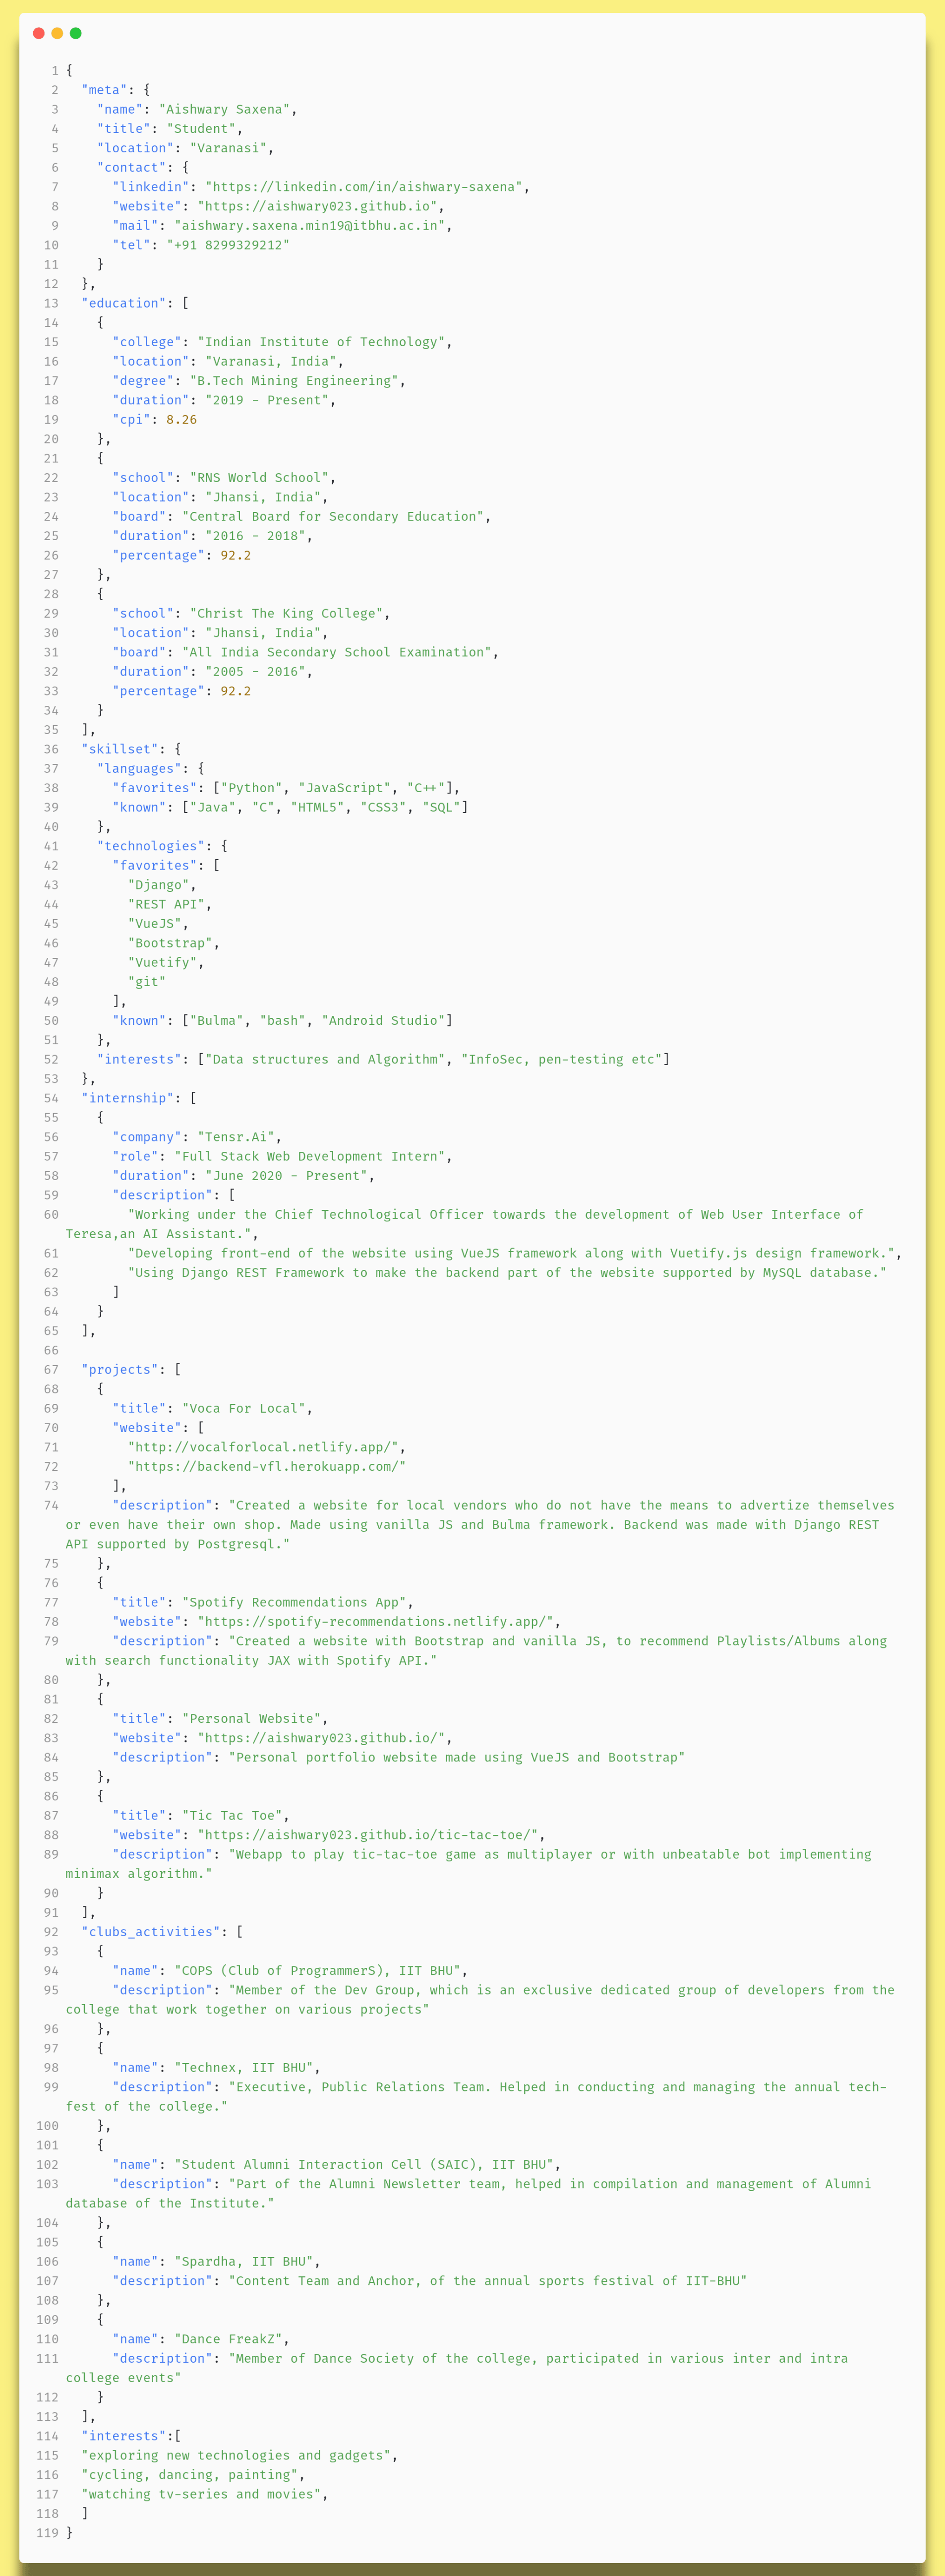 1 {
2   "meta": {
3     "name": "Aishwary Saxena",
4     "title": "Student",
5     "location": "Varanasi",
6     "contact": {
7       "linkedin": "https://linkedin.com/in/aishwary-saxena",
8       "website": "https://aishwary023.github.io",
9       "mail": "aishwary.saxena.min19@itbhu.ac.in",
10       "tel": "+91 8299329212"
11     }
12   },
13   "education": [
14     {
15       "college": "Indian Institute of Technology",
16       "location": "Varanasi, India",
17       "degree": "B.Tech Mining Engineering",
18       "duration": "2019 - Present",
19       "cpi": 8.26
20     },
21     {
22       "school": "RNS World School",
23       "location": "Jhansi, India",
24       "board": "Central Board for Secondary Education",
25       "duration": "2016 - 2018",
26       "percentage": 92.2
27     },
28     {
29       "school": "Christ The King College",
30       "location": "Jhansi, India",
31       "board": "All India Secondary School Examination",
32       "duration": "2005 - 2016",
33       "percentage": 92.2
34     }
35   ],
36   "skillset": {
37     "languages": {
38       "favorites": ["Python", "JavaScript", "C++"],
39       "known": ["Java", "C", "HTML5", "CSS3", "SQL"]
40     },
41     "technologies": {
42       "favorites": [
43         "Django",
44         "REST API",
45         "VueJS",
46         "Bootstrap",
47         "Vuetify",
48         "git"
49       ],
50       "known": ["Bulma", "bash", "Android Studio"]
51     },
52     "interests": ["Data structures and Algorithm", "InfoSec, pen-testing etc"]
53   },
54   "internship": [
55     {
56       "company": "Tensr.Ai",
57       "role": "Full Stack Web Development Intern",
58       "duration": "June 2020 - Present",
59       "description": [
60         "Working under the Chief Technological Officer towards the development of Web User Interface of
Teresa,an AI Assistant.",
61         "Developing front-end of the website using VueJS framework along with Vuetify.js design framework.",
62         "Using Django REST Framework to make the backend part of the website supported by MySQL database."
63       ]
64     }
65   ],
66
67   "projects": [
68     {
69       "title": "Voca For Local",
70       "website": [
71         "http://vocalforlocal.netlify.app/",
72         "https://backend-vfl.herokuapp.com/"
73       ],
74       "description": "Created a website for local vendors who do not have the means to advertize themselves
or even have their own shop. Made using vanilla JS and Bulma framework. Backend was made with Django REST
API supported by Postgresql."
75     },
76     {
77       "title": "Spotify Recommendations App",
78       "website": "https://spotify-recommendations.netlify.app/",
79       "description": "Created a website with Bootstrap and vanilla JS, to recommend Playlists/Albums along
with search functionality JAX with Spotify API."
80     },
81     {
82       "title": "Personal Website",
83       "website": "https://aishwary023.github.io/",
84       "description": "Personal portfolio website made using VueJS and Bootstrap"
85     },
86     {
87       "title": "Tic Tac Toe",
88       "website": "https://aishwary023.github.io/tic-tac-toe/",
89       "description": "Webapp to play tic-tac-toe game as multiplayer or with unbeatable bot implementing
minimax algorithm."
90     }
91   ],
92   "clubs_activities": [
93     {
94       "name": "COPS (Club of ProgrammerS), IIT BHU",
95       "description": "Member of the Dev Group, which is an exclusive dedicated group of developers from the
college that work together on various projects"
96     },
97     {
98       "name": "Technex, IIT BHU",
99       "description": "Executive, Public Relations Team. Helped in conducting and managing the annual tech-
fest of the college."
100     },
101     {
102       "name": "Student Alumni Interaction Cell (SAIC), IIT BHU",
103       "description": "Part of the Alumni Newsletter team, helped in compilation and management of Alumni
database of the Institute."
104     },
105     {
106       "name": "Spardha, IIT BHU",
107       "description": "Content Team and Anchor, of the annual sports festival of IIT-BHU"
108     },
109     {
110       "name": "Dance FreakZ",
111       "description": "Member of Dance Society of the college, participated in various inter and intra
college events"
112     }
113   ],
114   "interests":[
115   "exploring new technologies and gadgets",
116   "cycling, dancing, painting",
117   "watching tv-series and movies",
118   ]
119 }